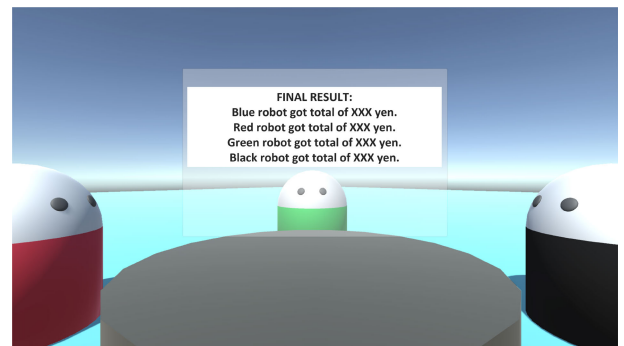 FINAL RESULT:
Blue robot got total of XXX yen.
Red robot got total of XXX yen.
Green robot got total of XXX yen.
Black robot got total of XXX yen.